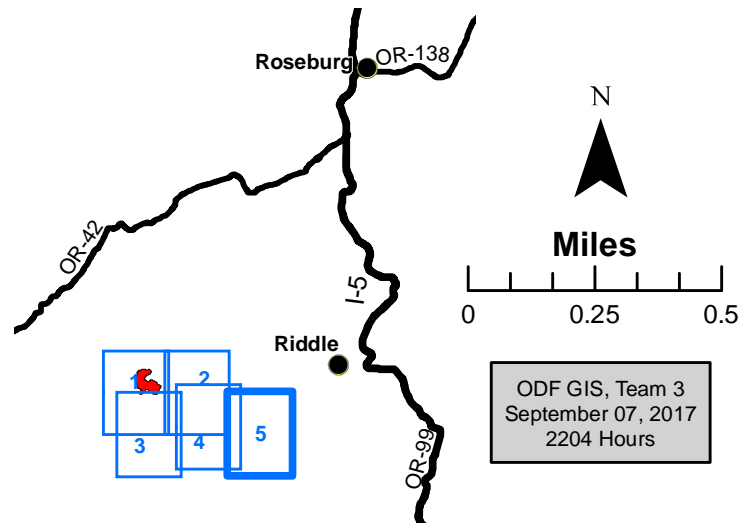 Roseburg
OR-138
N
OR-42
Miles
I-5
0 0.25 0.5
Riddle
1 2
3 4 5
ODF GIS, Team 3
September 07, 2017
2204 Hours
OR-99